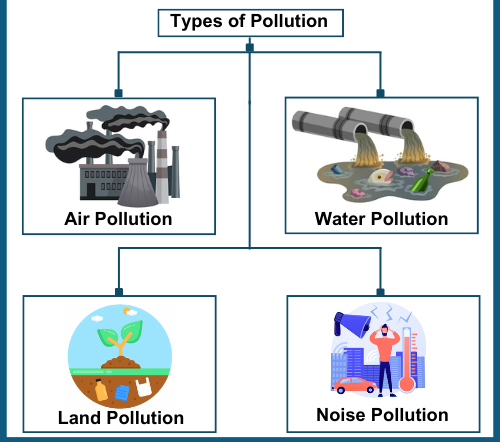 Types of Pollution
Air Pollution
Water Pollution
Land Pollution
Noise Pollution